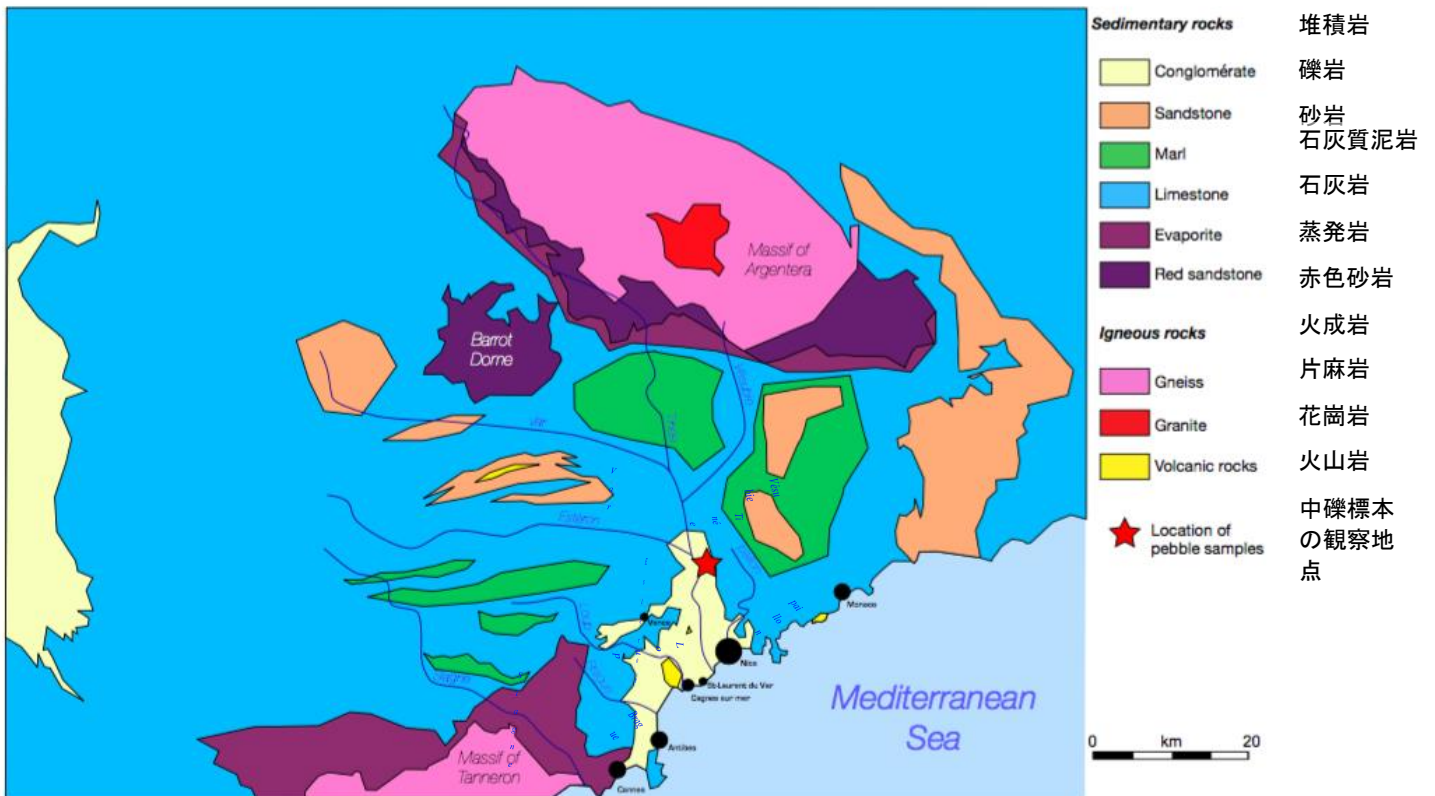 Sedimentary rocks 堆積岩
Conglomérate 礫岩
Sandstone 砂岩
Marl 石灰質泥岩
Limestone 石灰岩
Evaporite 蒸発岩
Red sandstone 赤色砂岩
Igneous rocks 火成岩
Gneiss 片麻岩
Granite 花崗岩
Volcanic rocks 火山岩
Location of
pebble samples
中礫標本
の観察地
点
Massif of
Argentera
Barrot
Dome
Var
Esteron
Vence
Monaco
Nice
St-Laurent du Var
Cagnes sur mer
Antibes
Cannes
Massif of
Tanneron
Mediterranean
Sea
0 km 20